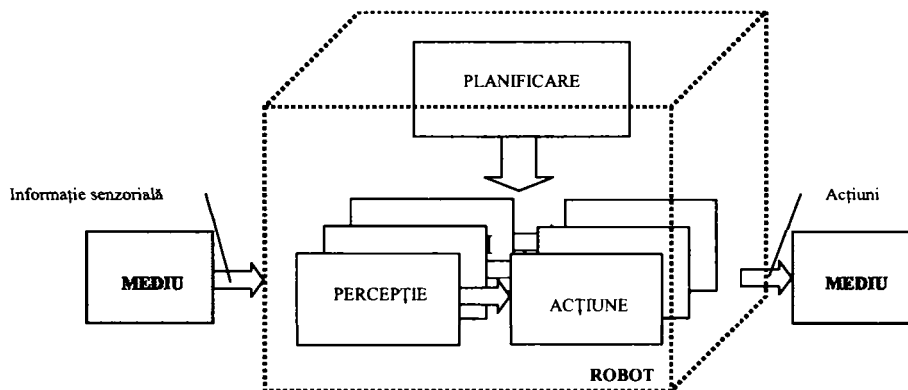 PLANIFICARE
Informație senzorială
Acțiuni
MEDIU
MEDIU
PERCEPȚIE
ACȚIUNE
ROBOT